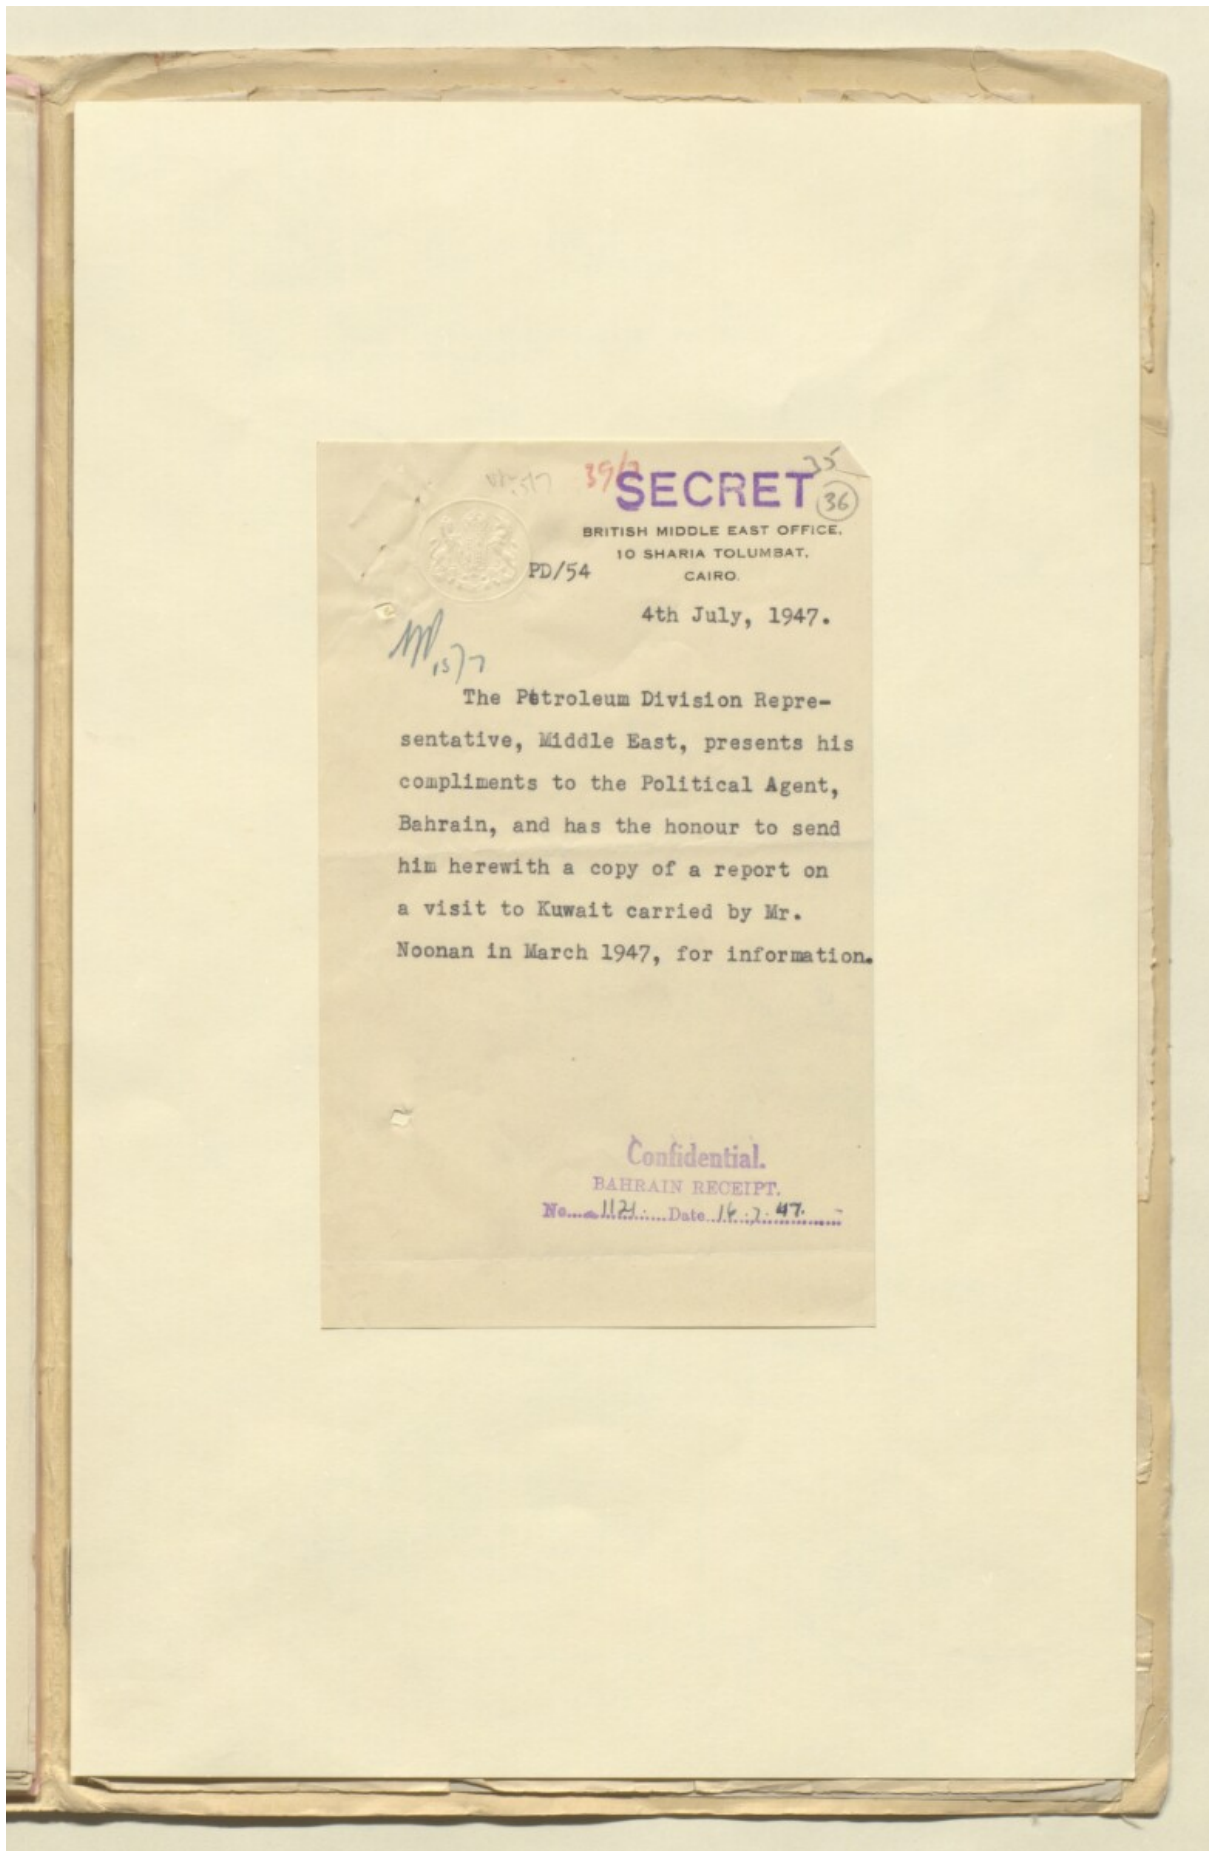 35
SECRET
36
BRITISH MIDDLE EAST OFFICE,
10 SHARIA TOLUMBAT,
PD/54
CAIRO.
4th July, 1947.
15/7
The Petroleum Division Repre-
sentative, Middle East, presents his
compliments to the Political Agent,
Bahrain, and has the honour to send
him herewith a copy of a report on
a visit to Kuwait carried by Mr.
Noonan in March 1947, for information.
Confidential.
BAHRAIN RECEIPT.
No. 1121. Date 14.7.47.